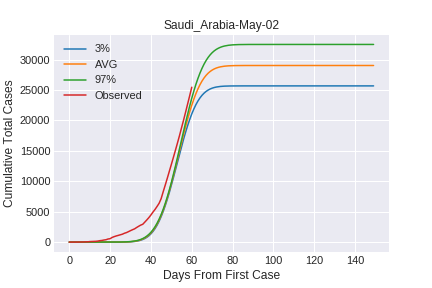 Saudi_Arabia-May-02
Cumulative Total Cases
30000
25000
20000
15000
10000
5000
0
3%
AVG
97%
Observed
0 20 40 60 80 100 120 140
Days From First Case